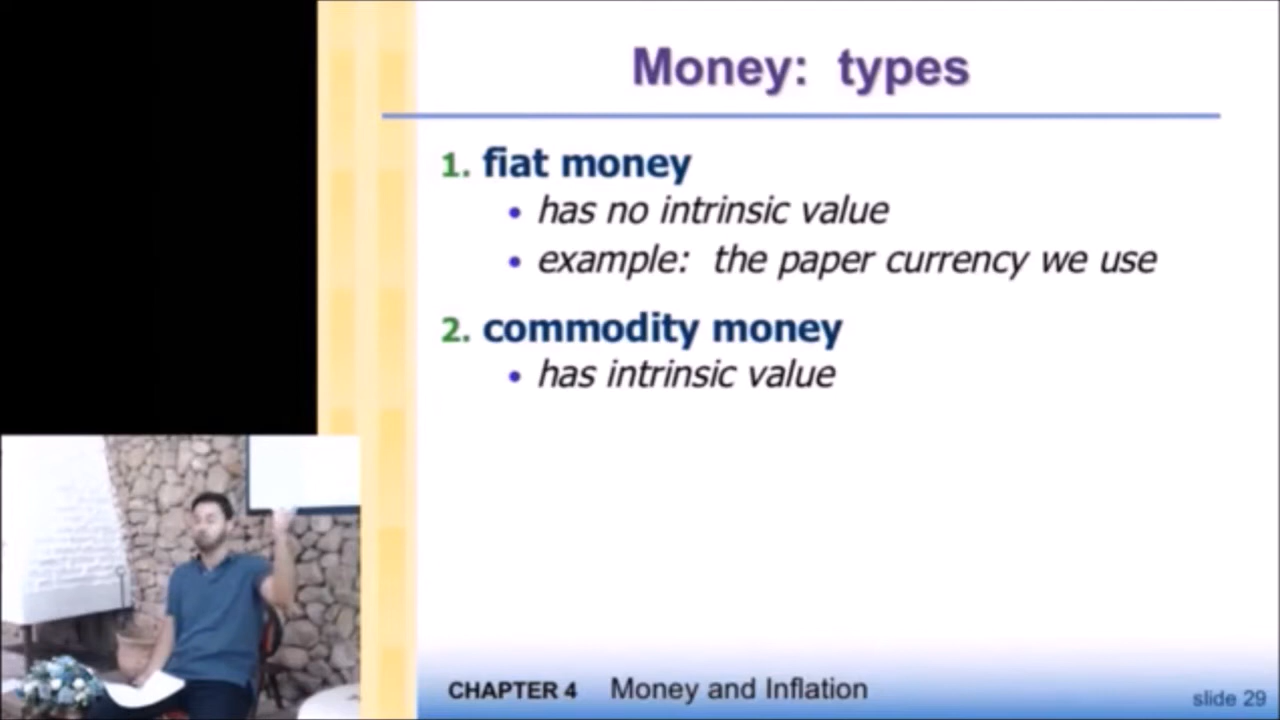 Money: types
1. fiat money
• has no intrinsic value
• example: the paper currency we use
2. commodity money
• has intrinsic value
CHAPTER 4 Money and Inflation
slide 29